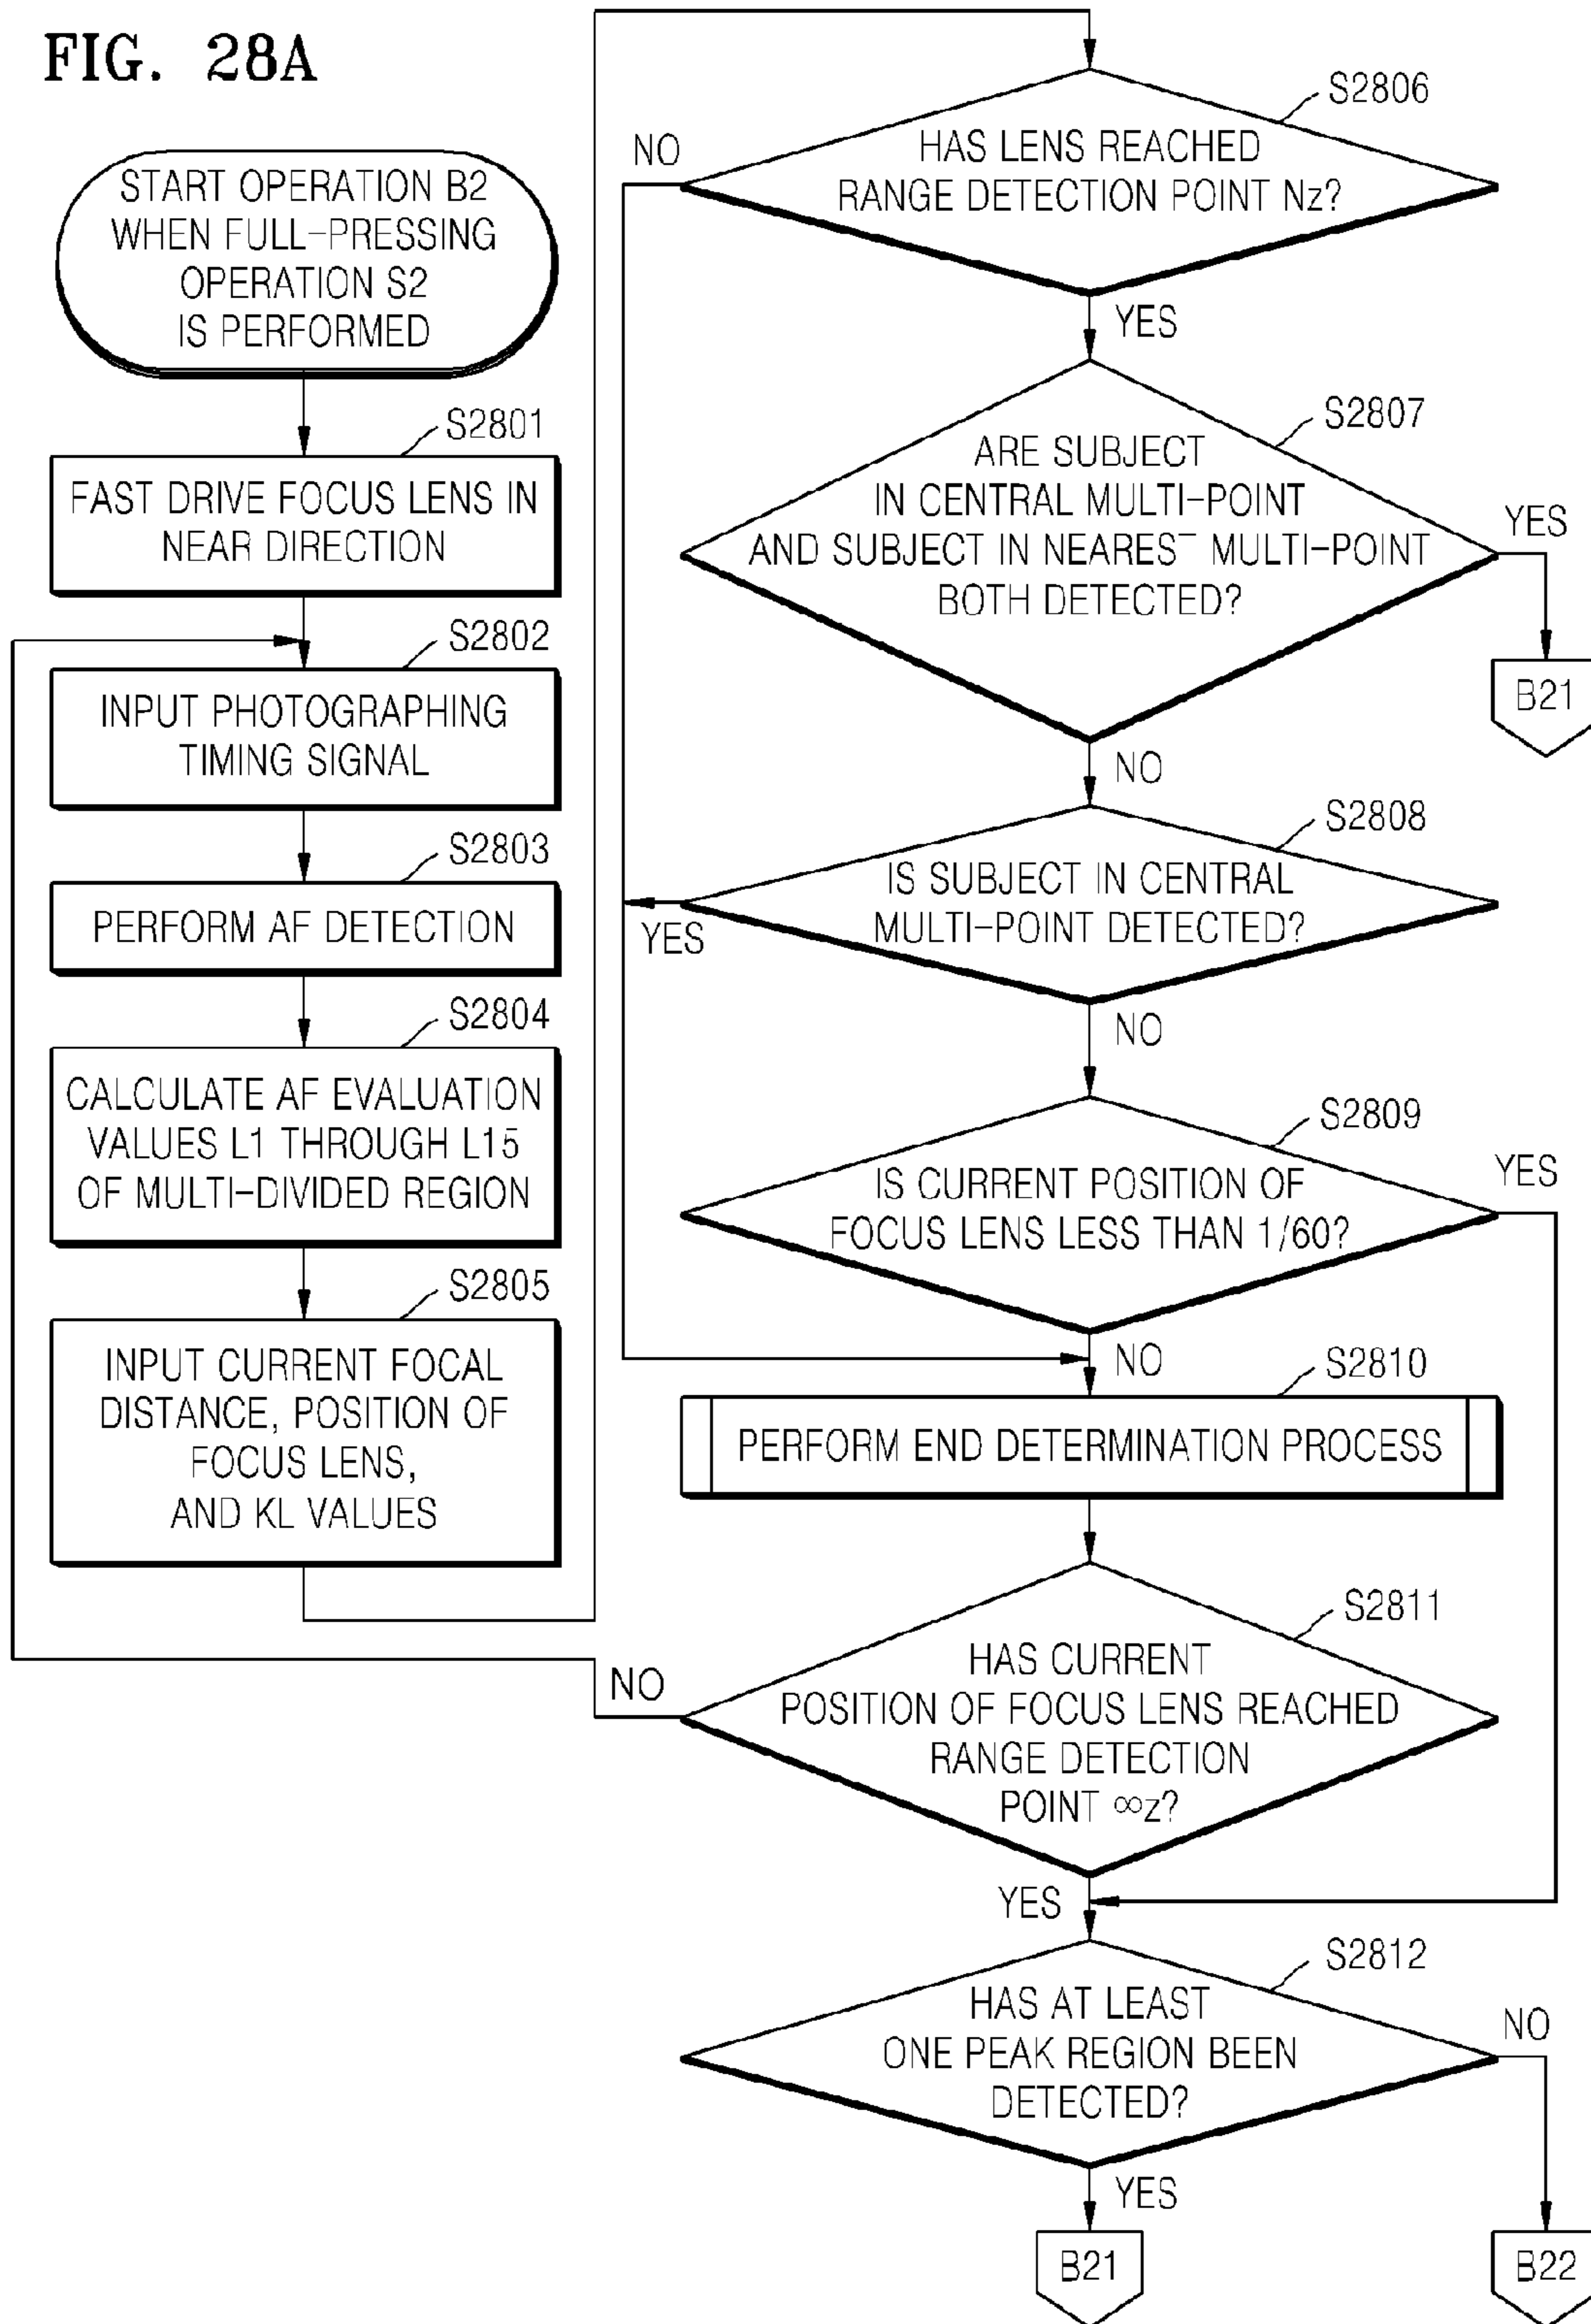 FIG. 28A
START OPERATION B2
WHEN FULL-PRESSING
OPERATION S2
IS PERFORMED
S2801
FAST DRIVE FOCUS LENS IN
NEAR DIRECTION
S2802
INPUT PHOTOGRAPHING
TIMING SIGNAL
S2803
PERFORM AF DETECTION
S2804
CALCULATE AF EVALUATION
VALUES L1 THROUGH L15
OF MULTI-DIVIDED REGION
S2805
INPUT CURRENT FOCAL
DISTANCE, POSITION OF
FOCUS LENS,
AND KL VALUES
S2806
HAS LENS REACHED
RANGE DETECTION POINT Nz?
NO
YES
S2807
ARE SUBJECT
IN CENTRAL MULTI-POINT
AND SUBJECT IN NEAREST MULTI-POINT
BOTH DETECTED?
YES
B21
NO
S2808
IS SUBJECT IN CENTRAL
MULTI-POINT DETECTED?
YES
NO
S2809
IS CURRENT POSITION OF
FOCUS LENS LESS THAN 1/60?
YES
NO
S2810
PERFORM END DETERMINATION PROCESS
S2811
HAS CURRENT
POSITION OF FOCUS LENS REACHED
RANGE DETECTION
POINT ∞z?
NO
YES
S2812
HAS AT LEAST
ONE PEAK REGION BEEN
DETECTED?
NO
YES
B21
B22